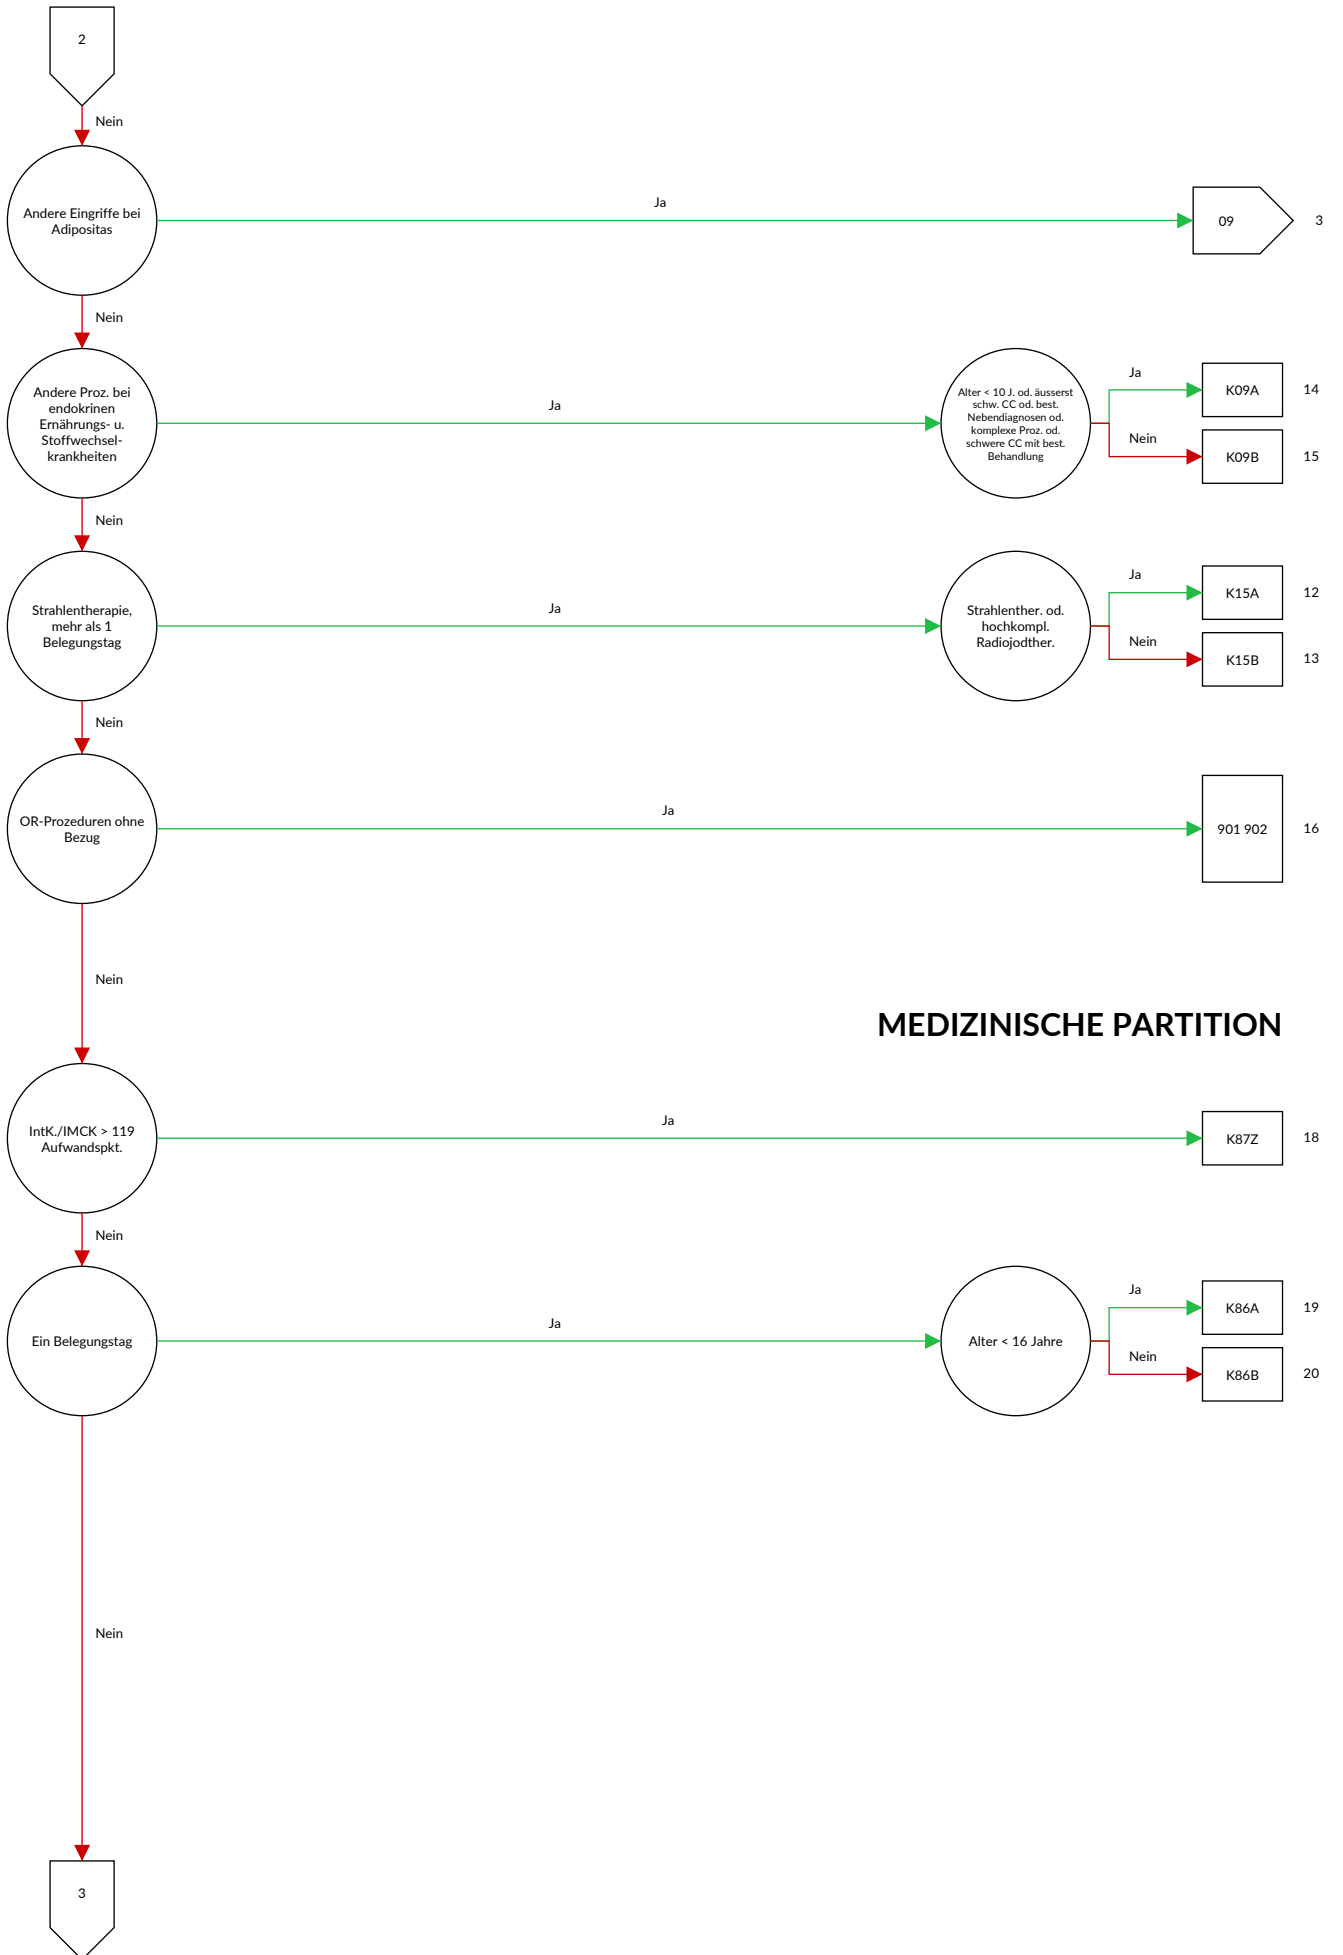 2
Nein
Andere Eingriffe bei
Adipositas
Ja
09
3
Nein
Andere Proz. bei
endokrinen
Ernährungs- u.
Stoffwechsel-
krankheiten
Ja
Alter < 10 J. od. äusserst
schw. CC od. best.
Nebendiagnosen od.
komplexe Proz. od.
schwere CC mit best.
Behandlung
Ja
K09A
14
Nein
K09B
15
Nein
Strahlentherapie,
mehr als 1
Belegungstag
Ja
Strahlenther. od.
hochkompl.
Radiojodther.
Ja
K15A
12
Nein
K15B
13
Nein
OR-Prozeduren ohne
Bezug
Ja
901 902
16
Nein
MEDIZINISCHE PARTITION
IntK./IMCK > 119
Aufwandspkt.
Ja
K87Z
18
Nein
Ein Belegungstag
Ja
Alter < 16 Jahre
Ja
K86A
19
Nein
K86B
20
Nein
3